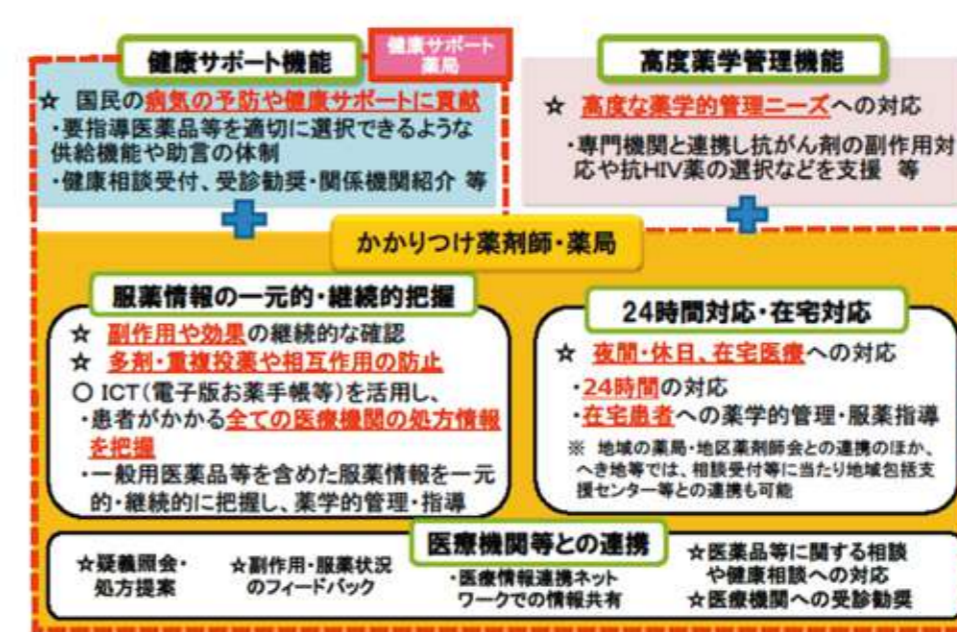 健康サポート機能
健康サポート
薬局
☆ 国民の病気の予防や健康サポートに貢献
・要指導医薬品等を適切に選択できるような
供給機能や助言の体制
・健康相談受付、受診勧奨・関係機関紹介 等
高度薬学管理機能
☆ 高度な薬学的管理ニーズへの対応
・専門機関と連携し抗がん剤の副作用対
応や抗HIV薬の選択などを支援 等
かかりつけ薬剤師・薬局
服薬情報の一元的・継続的把握
☆ 副作用や効果の継続的な確認
☆ 多剤・重複投薬や相互作用の防止
○ ICT(電子版お薬手帳等)を活用し、
・患者がかかる全ての医療機関の処方情報
を把握
・一般用医薬品等を含めた服薬情報を一元
的・継続的に把握し、薬学的管理・指導
24時間対応・在宅対応
☆ 夜間・休日、在宅医療への対応
・24時間の対応
・在宅患者への薬学的管理・服薬指導
※ 地域の薬局・地区薬剤師会との連携のほか、
へき地等では、相談受付等に当たり地域包括支
援センター等との連携も可能
医療機関等との連携
☆疑義照会・
処方提案
☆副作用・服薬状況
のフィードバック
・医療情報連携ネット
ワークでの情報共有
☆医薬品等に関する相談
や健康相談への対応
☆医療機関への受診勧奨